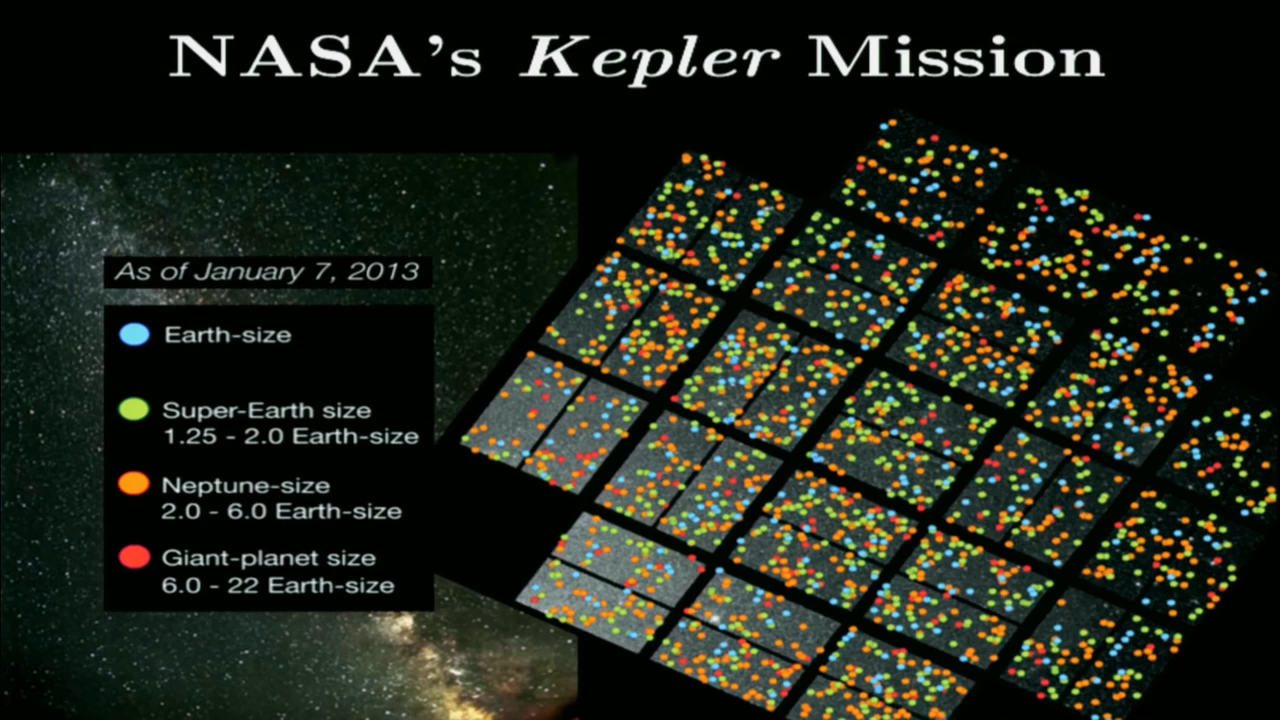 NASA's Kepler Mission
As of January 7, 2013
Earth-size
Super-Earth size
1.25 - 2.0 Earth-size
Neptune-size
2.0 - 6.0 Earth-size
Giant-planet size
6.0 - 22 Earth-size